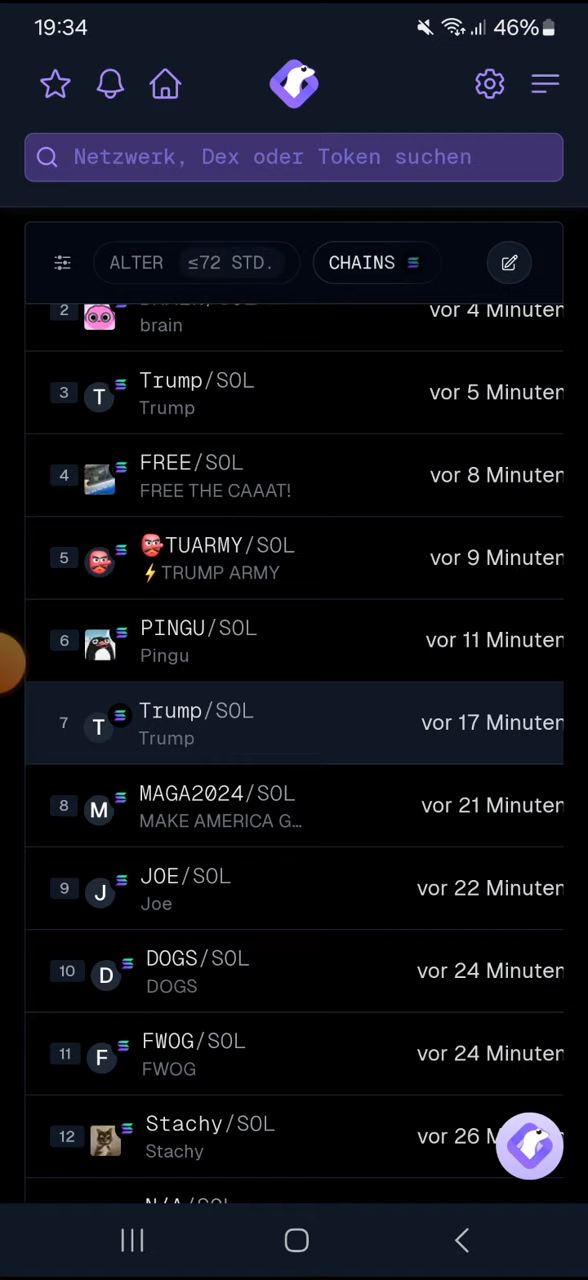 19:34
46%
Netzwerk, Dex oder Token suchen
ALTER ≤72 STD. CHAINS
2
brain
vor 4 Minuten
3 T Trump/SOL
Trump
vor 5 Minuten
4 FREE/SOL
FREE THE CAAAT!
vor 8 Minuten
5 👺TUARMY/SOL
⚡TRUMP ARMY
vor 9 Minuten
6 PINGU/SOL
Pingu
vor 11 Minuten
7 T Trump/SOL
Trump
vor 17 Minuten
8 M MAGA2024/SOL
MAKE AMERICA G...
vor 21 Minuten
9 J JOE/SOL
Joe
vor 22 Minuten
10 D DOGS/SOL
DOGS
vor 24 Minuten
11 F FWOG/SOL
FWOG
vor 24 Minuten
12 Stachy/SOL
Stachy
vor 26 M